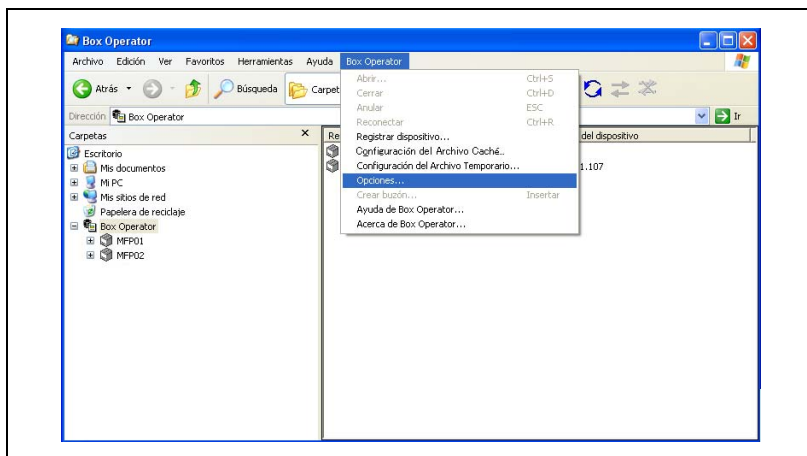 Box Operator
Archivo Edición Ver Favoritos Herramientas Ayuda Box Operator
Atrás Búsqueda Carpet
Dirección Box Operator Ir
Carpetas
Escritorio
Mis documentos
Mi PC
Mis sitios de red
Papelera de reciclaje
Box Operator
MFP01
MFP02
Abrir... Ctrl+S
Cerrar Ctrl+D
Anular ESC
Reconectar Ctrl+R
Registrar dispositivo...
Configuración del Archivo Caché...
Configuración del Archivo Temporario...
Opciones...
Crear buzón... Insertar
Ayuda de Box Operator...
Acerca de Box Operator...
Re del dispositivo
1.107